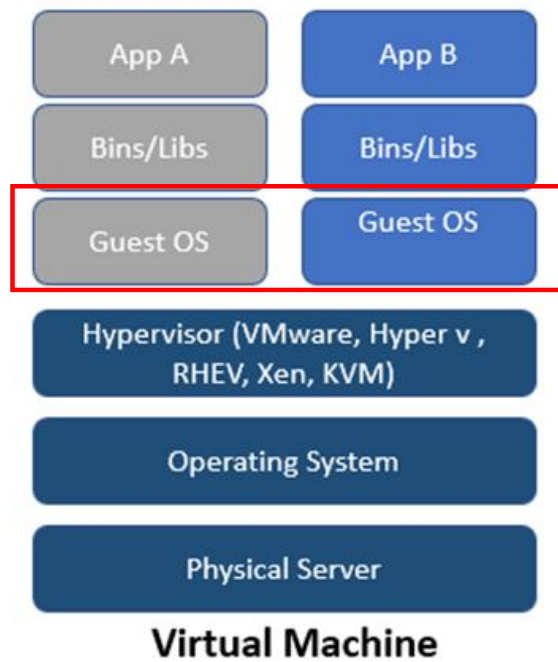 App A App B
Bins/Libs Bins/Libs
Guest OS Guest OS
Hypervisor (VMware, Hyper v ,
RHEV, Xen, KVM)
Operating System
Physical Server
Virtual Machine